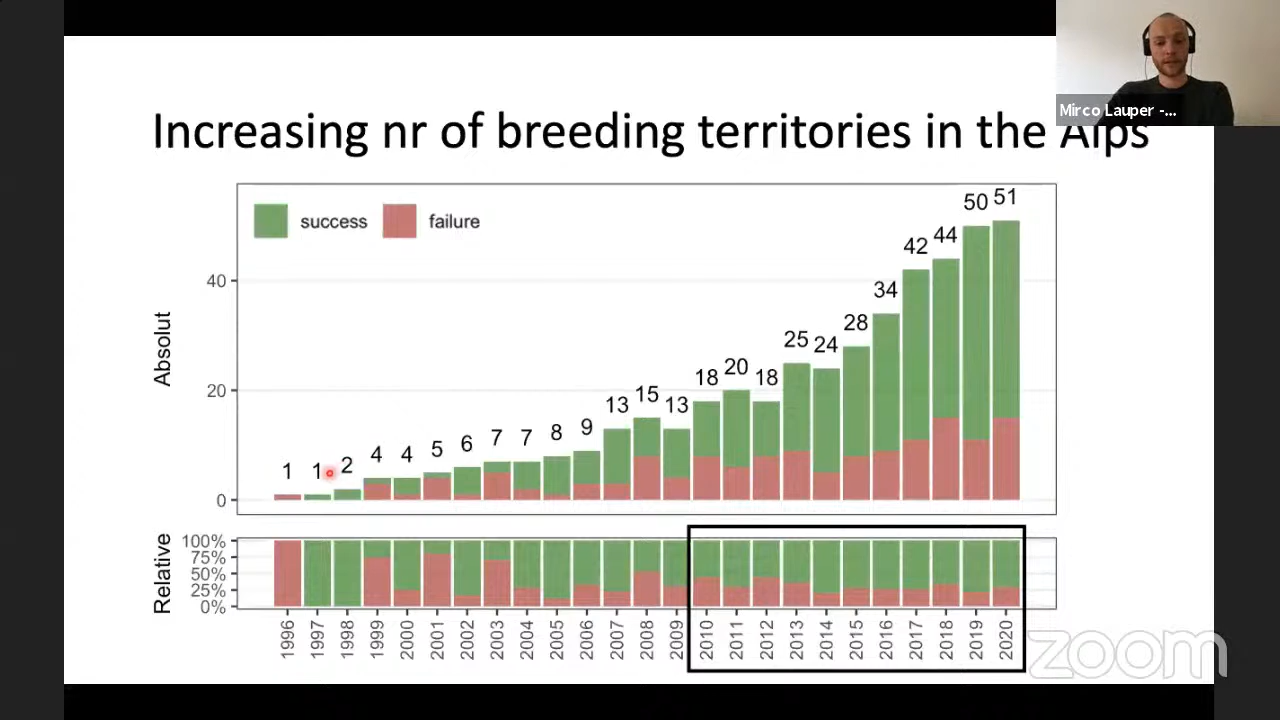 Mirco Lauper -...
Increasing nr of breeding territories in the Alps
success failure
Absolut
40
20
0
1 1 2 4 4 5 6 7 7 8 9 13 15 13 18 20 18 25 24 28 34 42 44 50 51
Relative
100%
75%
50%
25%
0%
1996 1997 1998 1999 2000 2001 2002 2003 2004 2005 2006 2007 2008 2009 2010 2011 2012 2013 2014 2015 2016 2017 2018 2019 2020
zoom